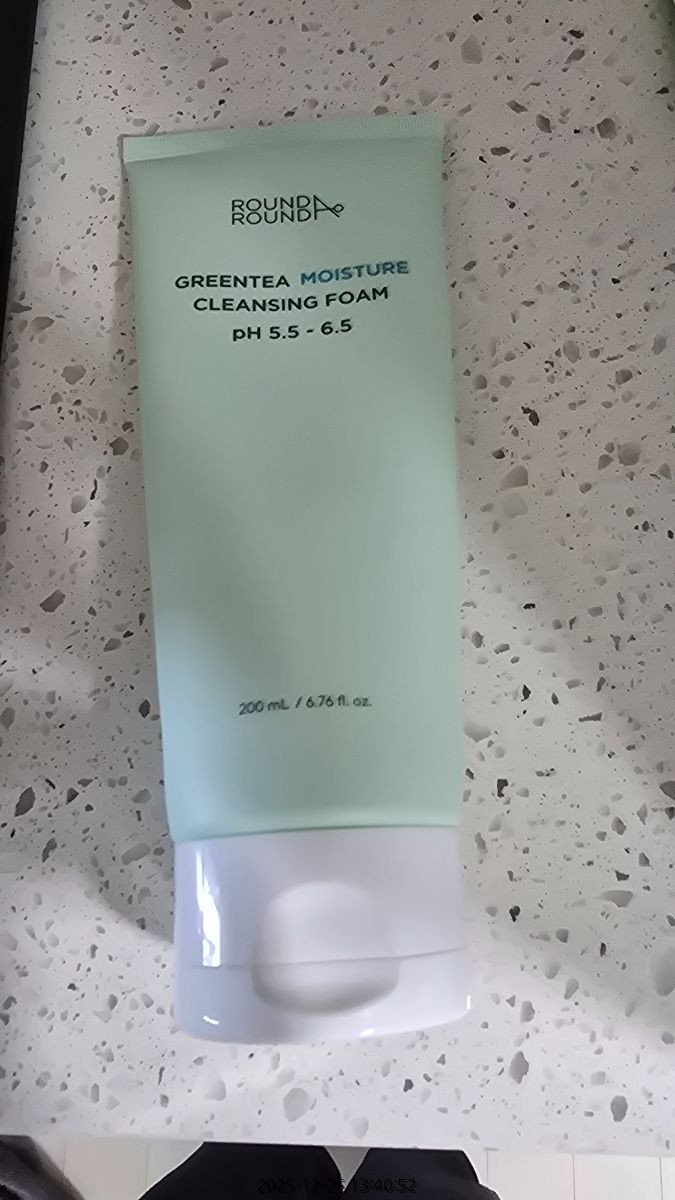 ROUND
ROUND A
GREENTEA MOISTURE
CLEANSING FOAM
pH 5.5 - 6.5
200 mL / 6.76 fl. oz.